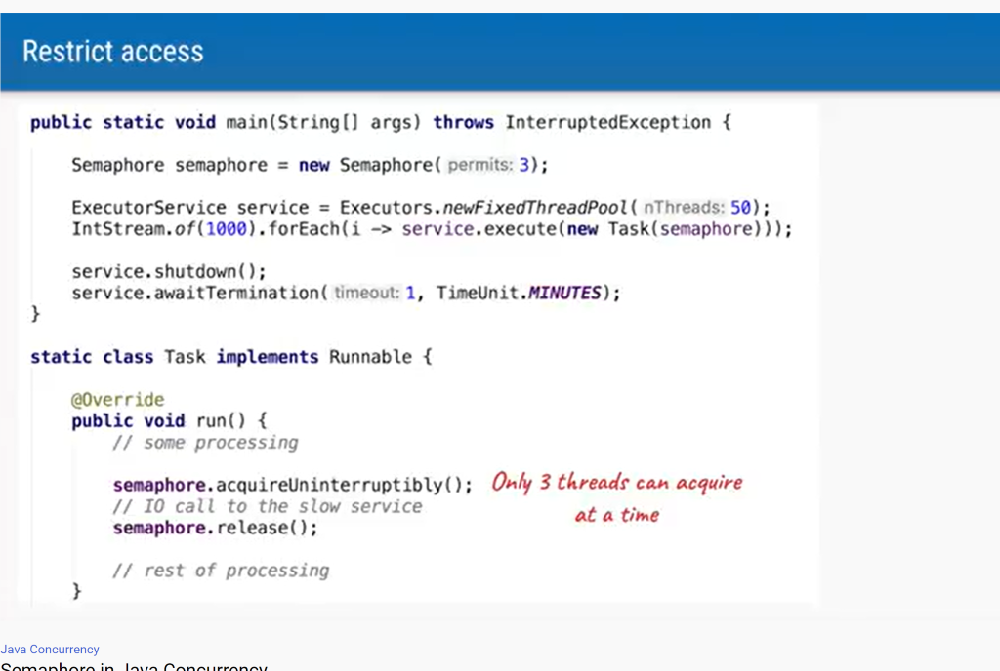 Restrict access
public static void main(String[] args) throws InterruptedException {
Semaphore semaphore = new Semaphore( permits: 3);
ExecutorService service = Executors.newFixedThreadPool( nThreads: 50);
IntStream.of(1000).forEach(i -> service.execute(new Task(semaphore)));
service.shutdown();
service.awaitTermination( timeout: 1, TimeUnit.MINUTES);
}
static class Task implements Runnable {
@Override
public void run() {
// some processing
semaphore.acquireUninterruptibly(); Only 3 threads can acquire
// IO call to the slow service at a time
semaphore.release();
// rest of processing
}
Java Concurrency
Semaphore in Java Concurrency